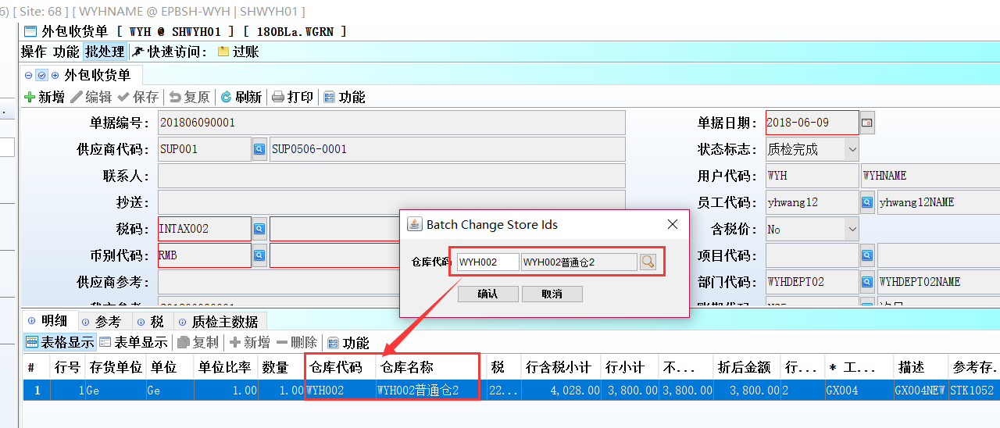 6) [ Site: 68 ] [ WYHNAME @ EPBSH-WYH | SHWYH01 ]
外包收货单 [ WYH @ SHWYH01 ] [ 180BLa.WGRN ]
操作 功能 批处理 快速访问: 过账
外包收货单
新增 编辑 保存 复原 刷新 打印 功能
单据编号: 201806090001 单据日期: 2018-06-09
供应商代码: SUP001 SUP0506-0001 状态标志: 质检完成
联系人: 用户代码: WYH WYHNAME
抄送: 员工代码: yhwang12 yhwang12NAME
税码: INTAX002 含税价: No
币别代码: RMB 项目代码:
供应商参考: 部门代码: WYHDEPT02 WYHDEPT02NAME
Batch Change Store Ids
仓库代码 WYH002 WYH002普通仓2
确认 取消
明细 参考 税 质检主数据
表格显示 表单显示 复制 新增 删除 功能
# 行号 存货单位 单位 单位比率 数量 仓库代码 仓库名称 税 行含税小计 行小计 不... 折后金额 行... * 工... 描述 参考存.
1 1 Ge Ge 1.00 1.00 WYH002 WYH002普通仓2 22... 4,028.00 3,800.00 3,800.00 3,800.00 2 GX004 GX004NEW STK1052